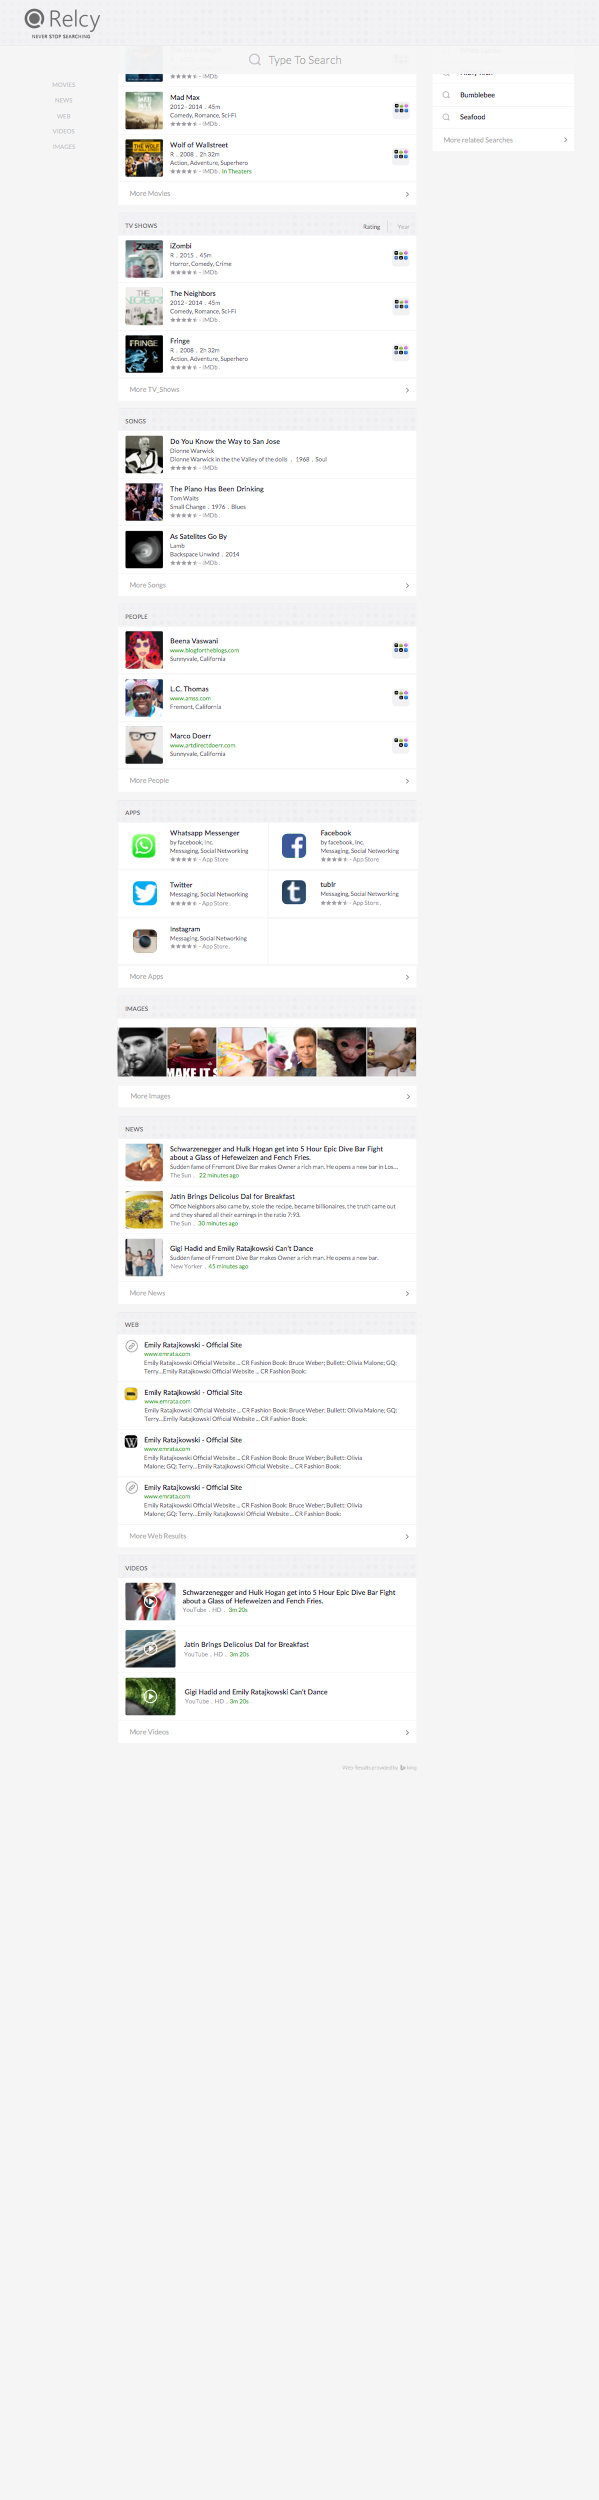 Relcy
NEVER STOP SEARCHING
Type To Search
MOVIES
NEWS
WEB
VIDEOS
IMAGES
- IMDb
Mad Max
2012 - 2014 . 45m
Comedy, Romance, Sci-Fi
- IMDb.
Wolf of Wallstreet
R . 2008 . 2h 32m
Action, Adventure, Superhero
- IMDb. In Theaters
More Movies
Bumblebee
Seafood
More related Searches
TV SHOWS
Rating
Year
iZombi
R . 2015 . 45m
Horror, Comedy, Crime
- IMDb
The Neighbors
2012 - 2014 . 45m
Comedy, Romance, Sci-Fi
- IMDb.
FRINGE
Fringe
R . 2008 . 2h 32m
Action, Adventure, Superhero
- IMDb.
More TV_Shows
SONGS
Do You Know the Way to San Jose
Dionne Warwick
Dionne Warwick in the the Valley of the dolls . 1968 . Soul
- IMDb
The Piano Has Been Drinking
Tom Waits
Small Change . 1976 . Blues
- IMDb.
As Satelites Go By
Lamb
Backspace Unwind . 2014
- IMDb.
More Songs
PEOPLE
Beena Vaswani
www.blogfortheblogs.com
Sunnyvale, California
L.C. Thomas
www.amss.com
Fremont, California
Marco Doerr
www.artdirectdoerr.com
Sunnyvale, California
More People
APPS
Whatsapp Messenger
by facebook, inc.
Messaging, Social Networking
- App Store
Facebook
by facebook, inc.
Messaging, Social Networking
- App Store
Twitter
Messaging, Social Networking
- App Store .
tublr
Messaging, Social Networking
- App Store .
Instagram
Messaging, Social Networking
- App Store .
More Apps
IMAGES
MAKE IT S
More Images
NEWS
Schwarzenegger and Hulk Hogan get into 5 Hour Epic Dive Bar Fight
about a Glass of Hefeweizen and Fench Fries.
Sudden fame of Fremont Dive Bar makes Owner a rich man. He opens a new bar in Los...
The Sun . 22 minutes ago
Jatin Brings Delicoius Dal for Breakfast
Office Neighbors also came by, stole the recipe, became billionaires, the truth came out
and they shared all their earnings in the ratio 7:93.
The Sun . 30 minutes ago
Gigi Hadid and Emily Ratajkowski Can't Dance
Sudden fame of Fremont Dive Bar makes Owner a rich man. He opens a new bar.
New Yorker . 45 minutes ago
More News
WEB
Emily Ratajkowski - Official Site
www.emrata.com
Emily Ratajkowski Official Website ... CR Fashion Book: Bruce Weber; Bullett: Olivia Malone; GQ:
Terry...Emily Ratajkowski Official Website ... CR Fashion Book:
Emily Ratajkowski - Official Site
www.emrata.com
Emily Ratajkowski Official Website ... CR Fashion Book: Bruce Weber; Bullett: Olivia Malone; GQ:
Terry...Emily Ratajkowski Official Website ... CR Fashion Book:
Emily Ratajkowski - Official Site
www.emrata.com
Emily Ratajkowski Official Website ... CR Fashion Book: Bruce Weber; Bullett: Olivia
Malone; GQ: Terry...Emily Ratajkowski Official Website ... CR Fashion Book:
Emily Ratajkowski - Official Site
www.emrata.com
Emily Ratajkowski Official Website ... CR Fashion Book: Bruce Weber; Bullett: Olivia
Malone; GQ: Terry...Emily Ratajkowski Official Website ... CR Fashion Book:
More Web Results
VIDEOS
Schwarzenegger and Hulk Hogan get into 5 Hour Epic Dive Bar Fight
about a Glass of Hefeweizen and Fench Fries.
YouTube . HD . 3m 20s
Jatin Brings Delicoius Dal for Breakfast
YouTube . HD . 3m 20s
Gigi Hadid and Emily Ratajkowski Can't Dance
YouTube . HD . 3m 20s
More Videos
Web Results provided by bing